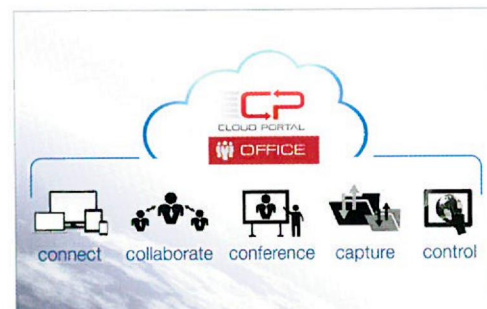 CP
CLOUD PORTAL
OFFICE
connect collaborate conference capture control